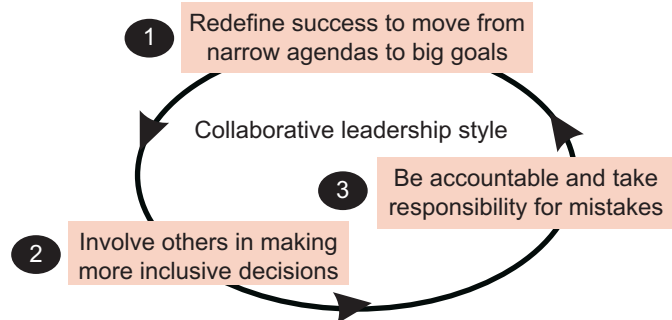 1
Redefine success to move from
narrow agendas to big goals
Collaborative leadership style
3
Be accountable and take
responsibility for mistakes
2
Involve others in making
more inclusive decisions